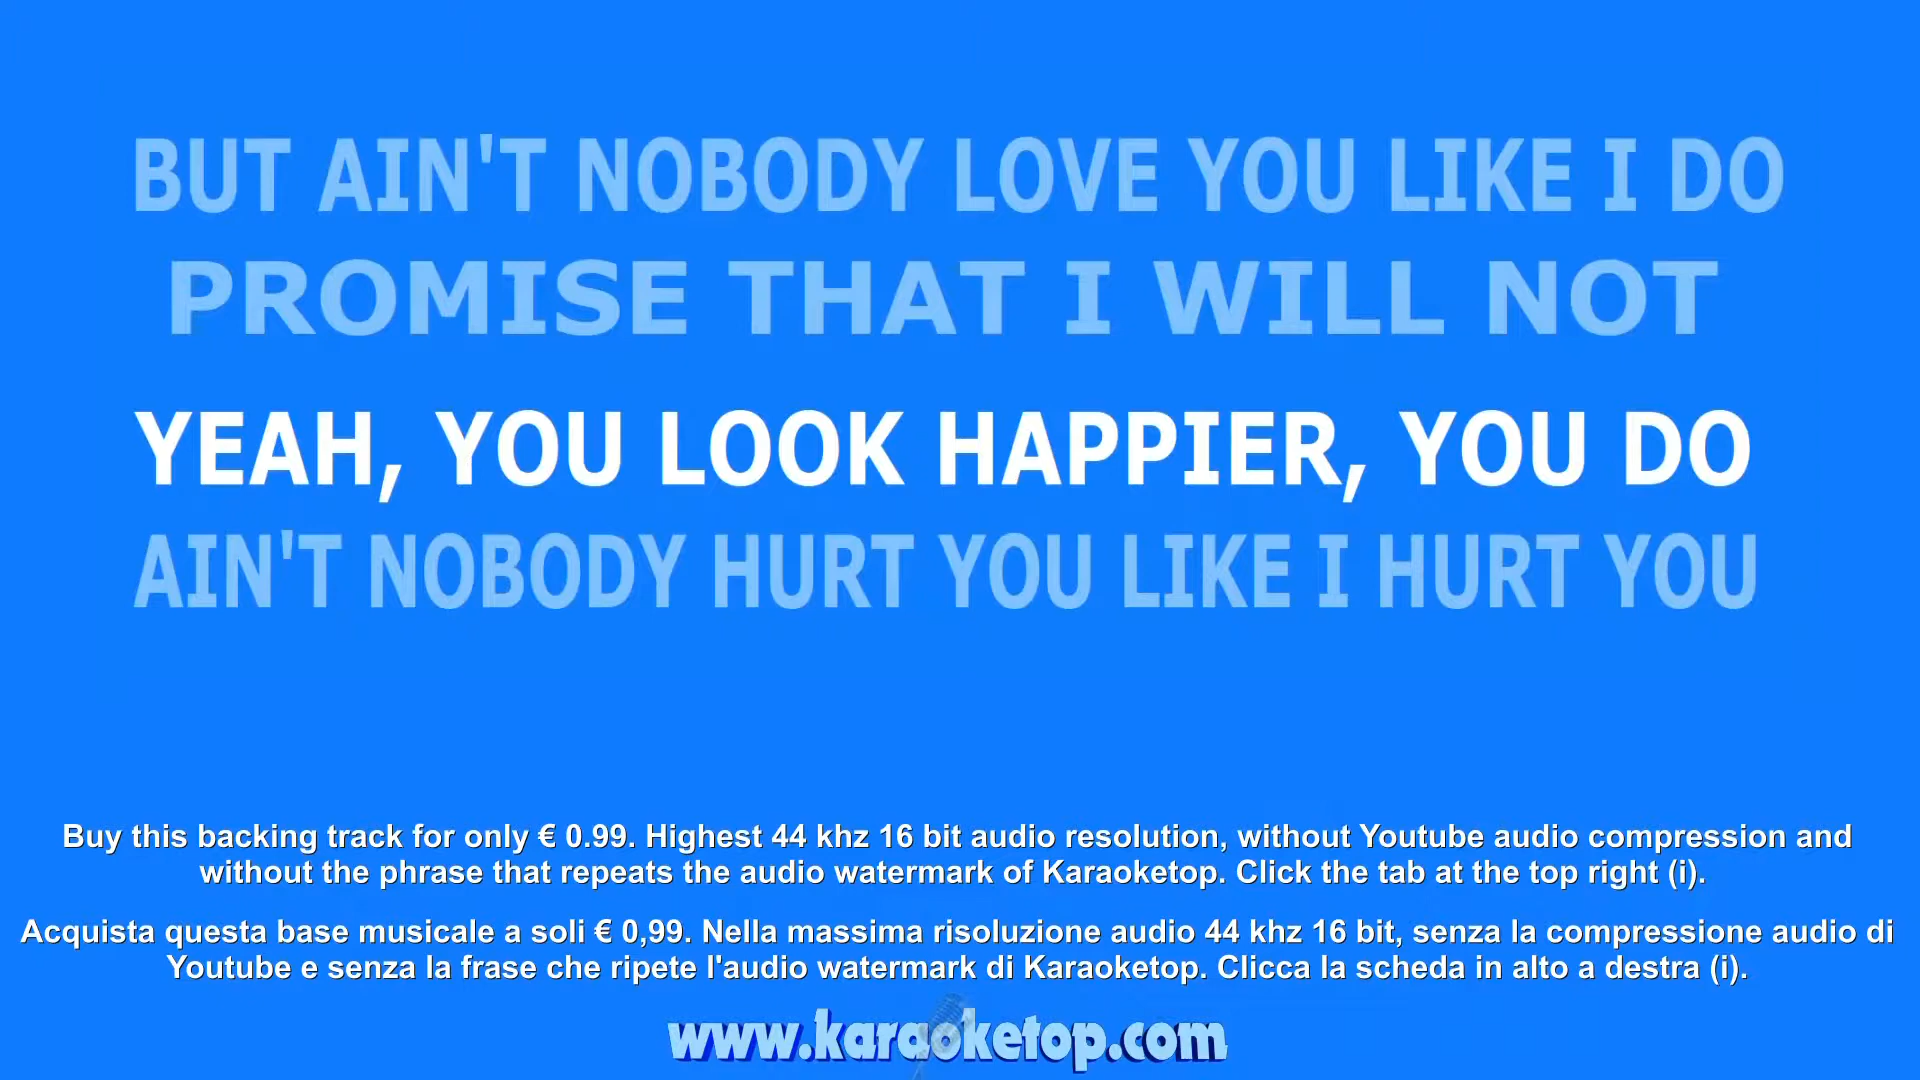 BUT AIN'T NOBODY LOVE YOU LIKE I DO
PROMISE THAT I WILL NOT
YEAH, YOU LOOK HAPPIER, YOU DO
AIN'T NOBODY HURT YOU LIKE I HURT YOU
Buy this backing track for only € 0.99. Highest 44 khz 16 bit audio resolution, without Youtube audio compression and
without the phrase that repeats the audio watermark of Karaoketop. Click the tab at the top right (i).
Acquista questa base musicale a soli € 0,99. Nella massima risoluzione audio 44 khz 16 bit, senza la compressione audio di
Youtube e senza la frase che ripete l'audio watermark di Karaoketop. Clicca la scheda in alto a destra (i).
www.karaoketop.com